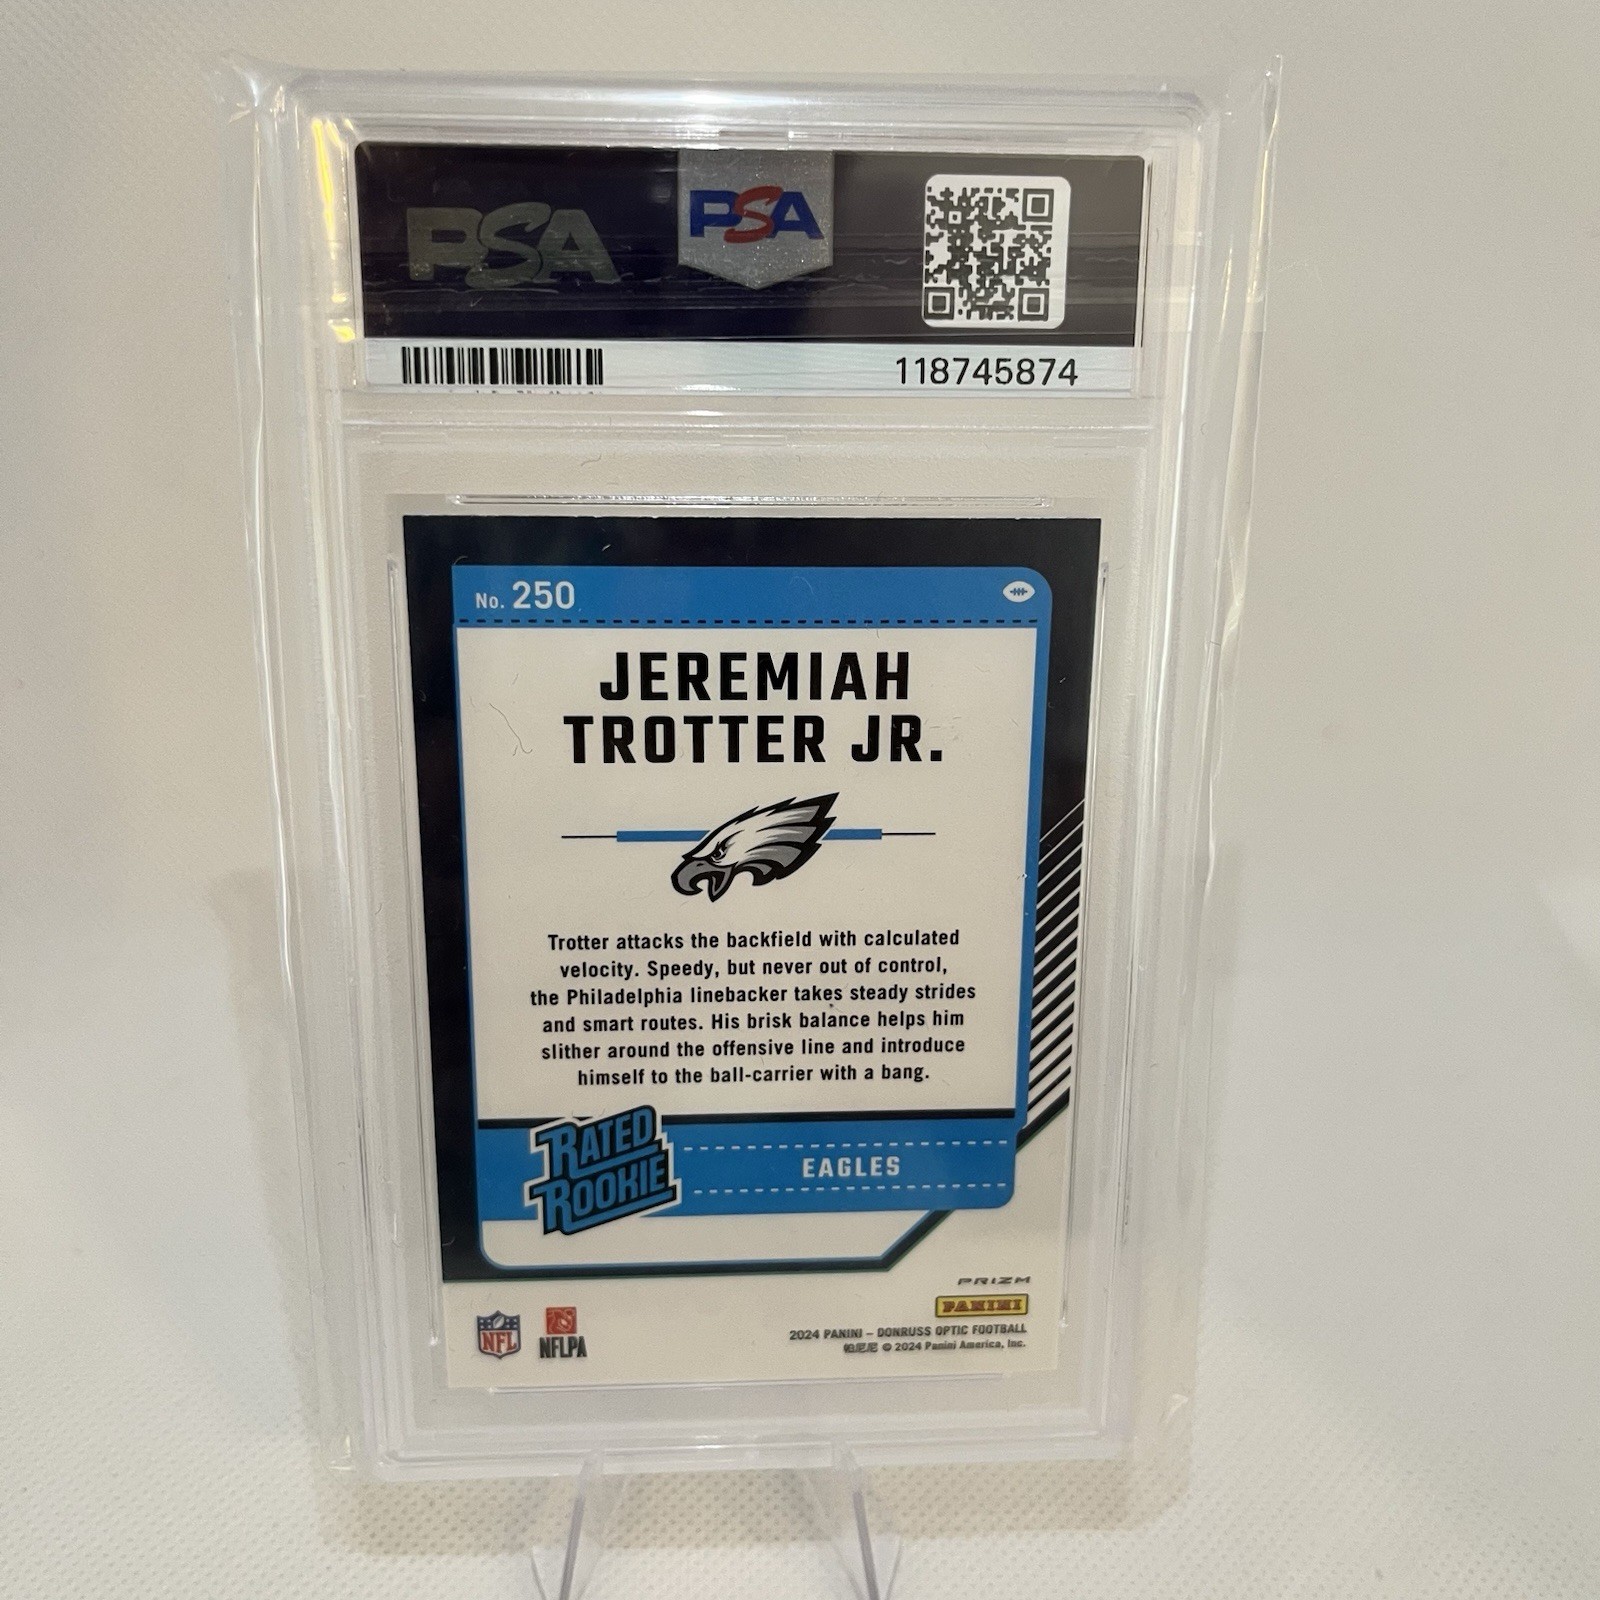 PSA
PSA
118745874
No. 250
JEREMIAH
TROTTER JR.
Trotter attacks the backfield with calculated
velocity. Speedy, but never out of control,
the Philadelphia linebacker takes steady strides
and smart routes. His brisk balance helps him
slither around the offensive line and introduce
himself to the ball-carrier with a bang.
RATED
ROOKIE
EAGLES
PRIZM
PANINI
NFL
NFLPA
2024 PANINI – DONRUSS OPTIC FOOTBALL
帕尼尼 © 2024 Panini America, Inc.